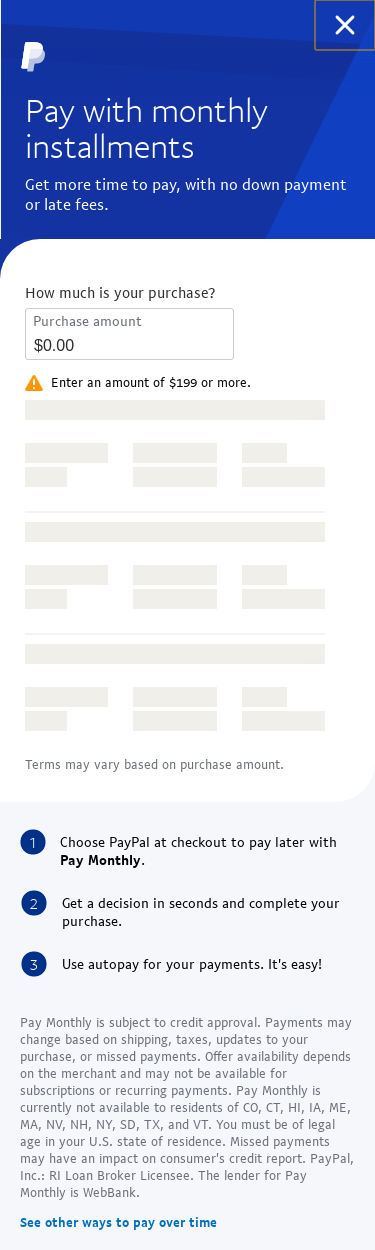 Pay with monthly
installments
Get more time to pay, with no down payment
or late fees.
How much is your purchase?
Purchase amount
$0.00
Enter an amount of $199 or more.
Terms may vary based on purchase amount.
1 Choose PayPal at checkout to pay later with
Pay Monthly.
2 Get a decision in seconds and complete your
purchase.
3 Use autopay for your payments. It's easy!
Pay Monthly is subject to credit approval. Payments may
change based on shipping, taxes, updates to your
purchase, or missed payments. Offer availability depends
on the merchant and may not be available for
subscriptions or recurring payments. Pay Monthly is
currently not available to residents of CO, CT, HI, IA, ME,
MA, NV, NH, NY, SD, TX, and VT. You must be of legal
age in your U.S. state of residence. Missed payments
may have an impact on consumer's credit report. PayPal,
Inc.: RI Loan Broker Licensee. The lender for Pay
Monthly is WebBank.
See other ways to pay over time